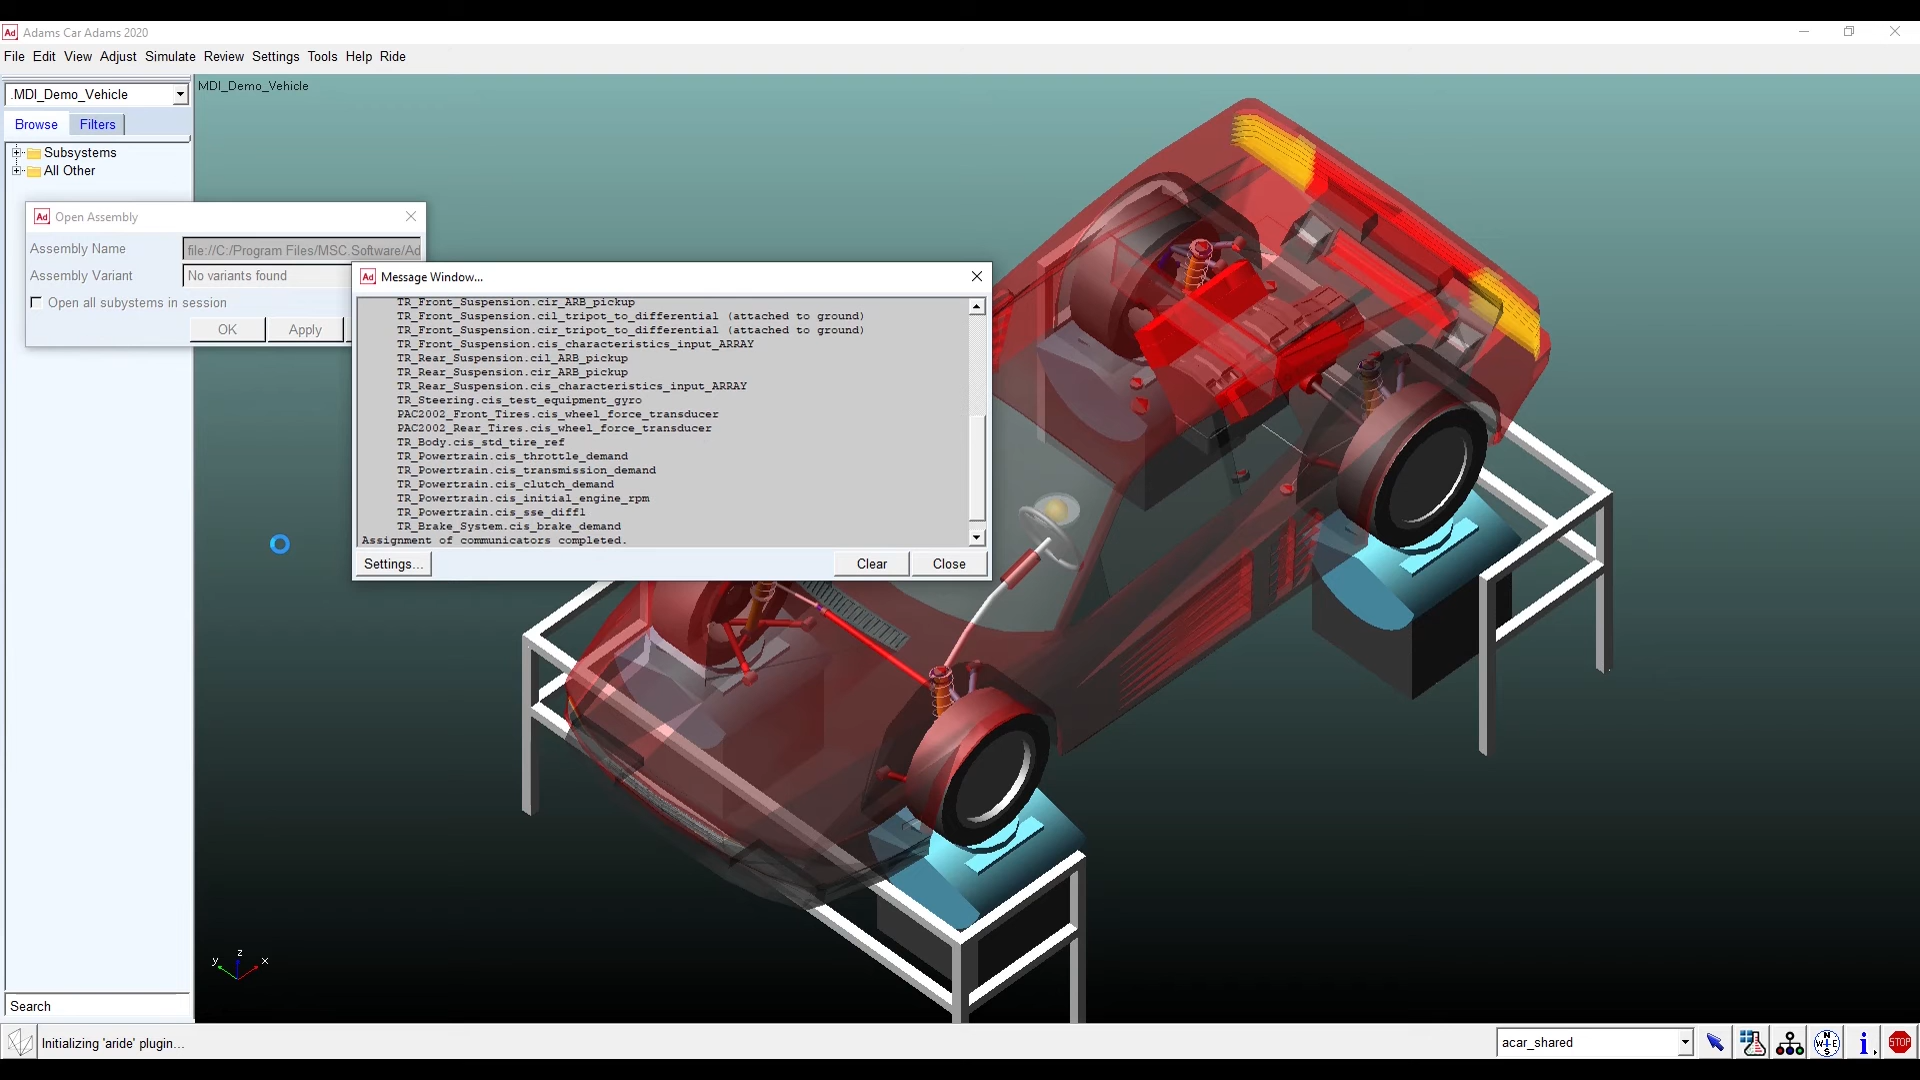 Ad Adams Car Adams 2020
File Edit View Adjust Simulate Review Settings Tools Help Ride
.MDI_Demo_Vehicle
MDI_Demo_Vehicle
Browse Filters
Subsystems
All Other
Ad Open Assembly
Assembly Name file://C:/Program Files/MSC.Software/Ad
Assembly Variant No variants found
Open all subystems in session
OK Apply
Ad Message Window...
TR_Front_Suspension.cir_ARB_pickup
TR_Front_Suspension.cil_tripot_to_differential (attached to ground)
TR_Front_Suspension.cir_tripot_to_differential (attached to ground)
TR_Front_Suspension.cis_characteristics_input_ARRAY
TR_Rear_Suspension.cil_ARB_pickup
TR_Rear_Suspension.cir_ARB_pickup
TR_Rear_Suspension.cis_characteristics_input_ARRAY
TR_Steering.cis_test_equipment_gyro
PAC2002_Front_Tires.cis_wheel_force_transducer
PAC2002_Rear_Tires.cis_wheel_force_transducer
TR_Body.cis_std_tire_ref
TR_Powertrain.cis_throttle_demand
TR_Powertrain.cis_transmission_demand
TR_Powertrain.cis_clutch_demand
TR_Powertrain.cis_initial_engine_rpm
TR_Powertrain.cis_sse_diff1
TR_Brake_System.cis_brake_demand
Assignment of communicators completed.
Settings... Clear Close
z
y x
Search
Initializing 'aride' plugin...
acar_shared
N
W E
S
i
STOP